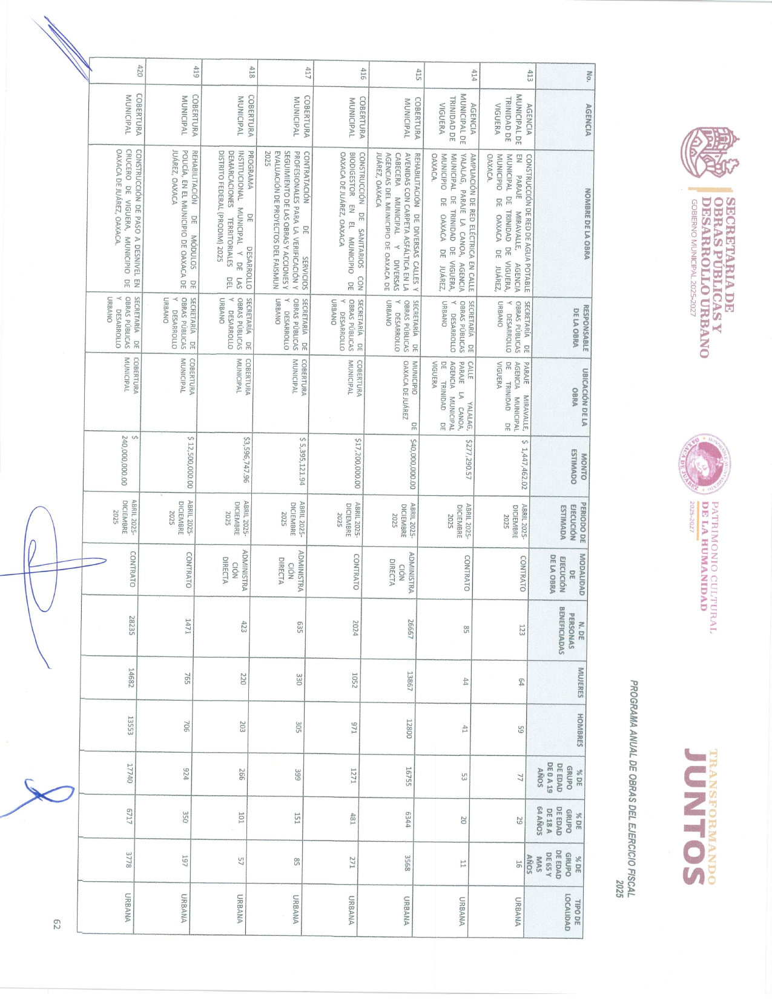 SECRETARIA DE
OBRAS PÚBLICAS Y
DESARROLLO URBANO
GOBIERNO MUNICIPAL 2025-2027
HONORABLE AYUNTAMIENTO
OAXACA DE JUÁREZ
PATRIMONIO CULTURAL
DE LA HUMANIDAD
2025-2027
TRANSFORMANDO
JUNTOS
PROGRAMA ANUAL DE OBRAS DEL EJERCICIO FISCAL
2025
No.
AGENCIA
NOMBRE DE LA OBRA
RESPONSABLE
DE LA OBRA
UBICACIÓN DE LA
OBRA
MONTO
ESTIMADO
PERIODO DE
EJECUCIÓN
ESTIMADA
MODALIDAD
DE
EJECUCIÓN
DE LA OBRA
N. DE
PERSONAS
BENEFICIADAS
MUJERES
HOMBRES
% DE
GRUPO
DE EDAD
DE 0 A 19
AÑOS
% DE
GRUPO
DE EDAD
DE 18 A
64 AÑOS
% DE
GRUPO
DE EDAD
DE 65 Y
MAS
AÑOS
TIPO DE
LOCALIDAD
413
AGENCIA
MUNICIPAL DE
TRINIDAD DE
VIGUERA
CONSTRUCCIÓN DE RED DE AGUA POTABLE
EN PARAJE MIRAVALLE, AGENCIA
MUNICIPAL DE TRINIDAD DE VIGUERA,
MUNICIPIO DE OAXACA DE JUÁREZ,
OAXACA.
SECRETARÍA DE
OBRAS PÚBLICAS
Y DESARROLLO
URBANO
PARAJE MIRAVALLE,
AGENCIA MUNICIPAL
DE TRINIDAD DE
VIGUERA
$ 1,447,462.02
ABRIL 2025-
DICIEMBRE
2025
CONTRATO
123
64
59
77
29
16
URBANA
414
AGENCIA
MUNICIPAL DE
TRINIDAD DE
VIGUERA
AMPLIACIÓN DE RED ELÉCTRICA EN CALLE
YALALAG, PARAJE LA CANOA, AGENCIA
MUNICIPAL DE TRINIDAD DE VIGUERA,
MUNICIPIO DE OAXACA DE JUÁREZ,
OAXACA.
SECRETARÍA DE
OBRAS PÚBLICAS
Y DESARROLLO
URBANO
CALLE YALALAG,
PARAJE LA CANOA,
AGENCIA MUNICIPAL
DE TRINIDAD DE
VIGUERA
$277,290.57
ABRIL 2025-
DICIEMBRE
2025
CONTRATO
85
44
41
53
20
11
URBANA
415
COBERTURA
MUNICIPAL
REHABILITACIÓN DE DIVERSAS CALLES Y
AVENIDAS CON CARPETA ASFÁLTICA EN LA
CABECERA MUNICIPAL Y DIVERSAS
AGENCIAS DEL MUNICIPIO DE OAXACA DE
JUÁREZ, OAXACA
SECRETARÍA DE
OBRAS PÚBLICAS
Y DESARROLLO
URBANO
MUNICIPIO DE
OAXACA DE JUÁREZ
$40,000,000.00
ABRIL 2025-
DICIEMBRE
2025
ADMINISTRA
CIÓN
DIRECTA
26667
13867
12800
16755
6344
3568
URBANA
416
COBERTURA
MUNICIPAL
CONSTRUCCIÓN DE SANITARIOS CON
BIODIGESTOR EN EL MUNICIPIO DE
OAXACA DE JUÁREZ, OAXACA
SECRETARÍA DE
OBRAS PÚBLICAS
Y DESARROLLO
URBANO
COBERTURA
MUNICIPAL
$17,200,000.00
ABRIL 2025-
DICIEMBRE
2025
CONTRATO
2024
1052
971
1271
481
271
URBANA
417
COBERTURA
MUNICIPAL
CONTRATACIÓN DE SERVICIOS
PROFESIONALES PARA LA VERIFICACIÓN Y
SEGUIMIENTO DE LAS OBRAS Y ACCIONES Y
EVALUACIÓN DE PROYECTOS DEL FAISMUN
2025
SECRETARÍA DE
OBRAS PÚBLICAS
Y DESARROLLO
URBANO
COBERTURA
MUNICIPAL
$ 5,395,121.94
ABRIL 2025-
DICIEMBRE
2025
ADMINISTRA
CIÓN
DIRECTA
635
330
305
399
151
85
URBANA
418
COBERTURA
MUNICIPAL
PROGRAMA DE DESARROLLO
INSTITUCIONAL MUNICIPAL Y DE LAS
DEMARCACIONES TERRITORIALES DEL
DISTRITO FEDERAL (PRODIM) 2025
SECRETARÍA DE
OBRAS PÚBLICAS
Y DESARROLLO
URBANO
COBERTURA
MUNICIPAL
$3,596,747.96
ABRIL 2025-
DICIEMBRE
2025
ADMINISTRA
CIÓN
DIRECTA
423
220
203
266
101
57
URBANA
419
COBERTURA
MUNICIPAL
REHABILITACIÓN DE MÓDULOS DE
POLICÍA, EN EL MUNICIPIO DE OAXACA DE
JUÁREZ, OAXACA
SECRETARÍA DE
OBRAS PÚBLICAS
Y DESARROLLO
URBANO
COBERTURA
MUNICIPAL
$ 12,500,000.00
ABRIL 2025-
DICIEMBRE
2025
CONTRATO
1471
765
706
924
350
197
URBANA
420
COBERTURA
MUNICIPAL
CONSTRUCCIÓN DE PASO A DESNIVEL EN
CRUCERO DE VIGUERA, MUNICIPIO DE
OAXACA DE JUÁREZ, OAXACA.
SECRETARÍA DE
OBRAS PÚBLICAS
Y DESARROLLO
URBANO
COBERTURA
MUNICIPAL
$
240,000,000.00
ABRIL 2025-
DICIEMBRE
2025
CONTRATO
28235
14682
13553
17740
6717
3778
URBANA
62